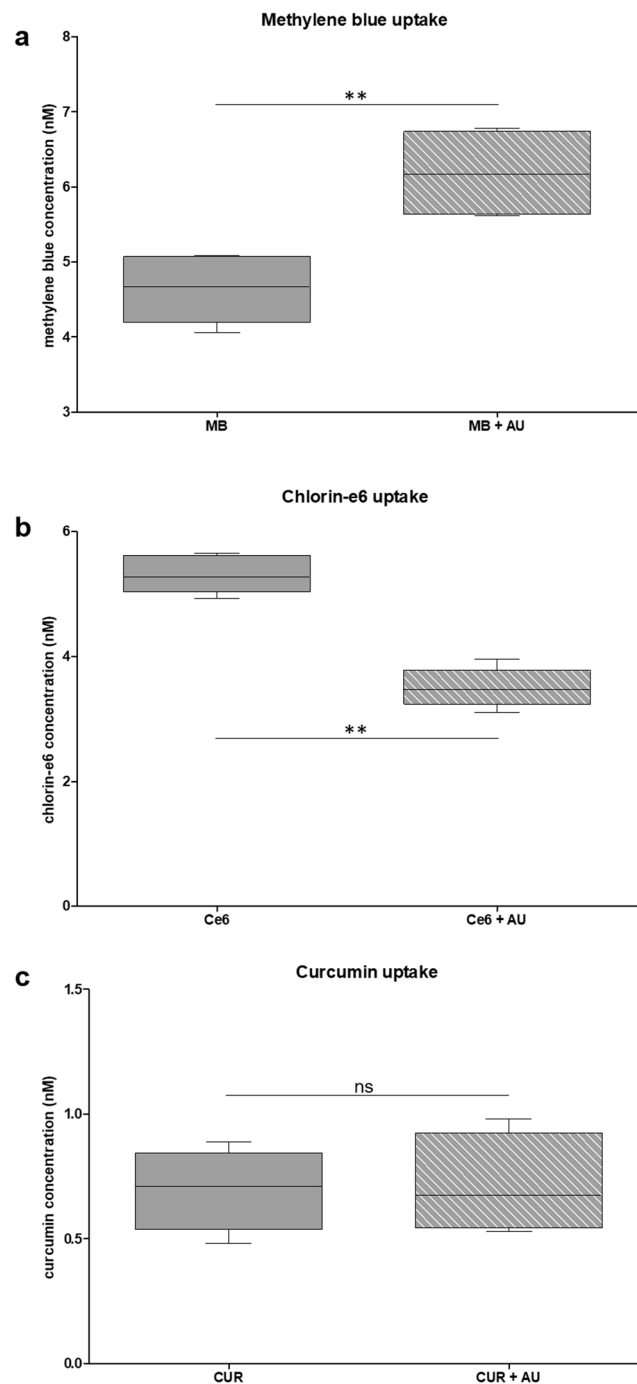 a
Methylene blue uptake
methylene blue concentration (nM)
8
7
6
5
4
3
**
MB
MB + AU
b
Chlorin-e6 uptake
chlorin-e6 concentration (nM)
6
4
2
0
**
Ce6
Ce6 + AU
c
Curcumin uptake
curcumin concentration (nM)
1.5
1.0
0.5
0.0
ns
CUR
CUR + AU